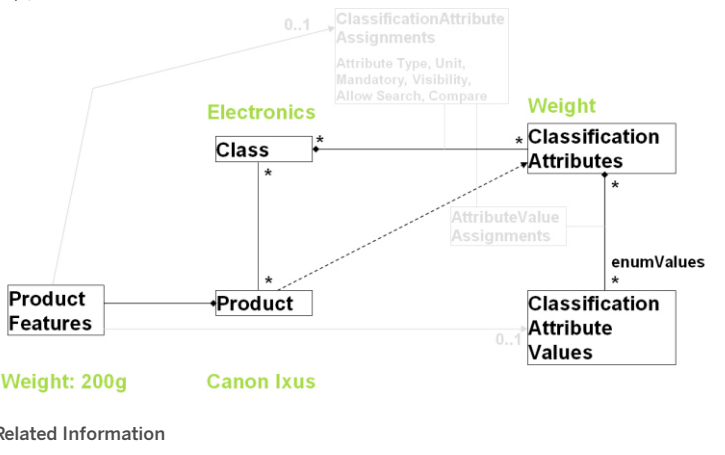 0..1
ClassificationAttribute
Assignments
Attribute Type, Unit,
Mandatory, Visibility,
Allow Search, Compare
Electronics
Weight
Class
*
*
Classification
Attributes
*
*
AttributeValue
Assignments
enumValues
*
*
Product
Features
Product
Classification
Attribute
Values
0..1
Weight: 200g
Canon Ixus
Related Information